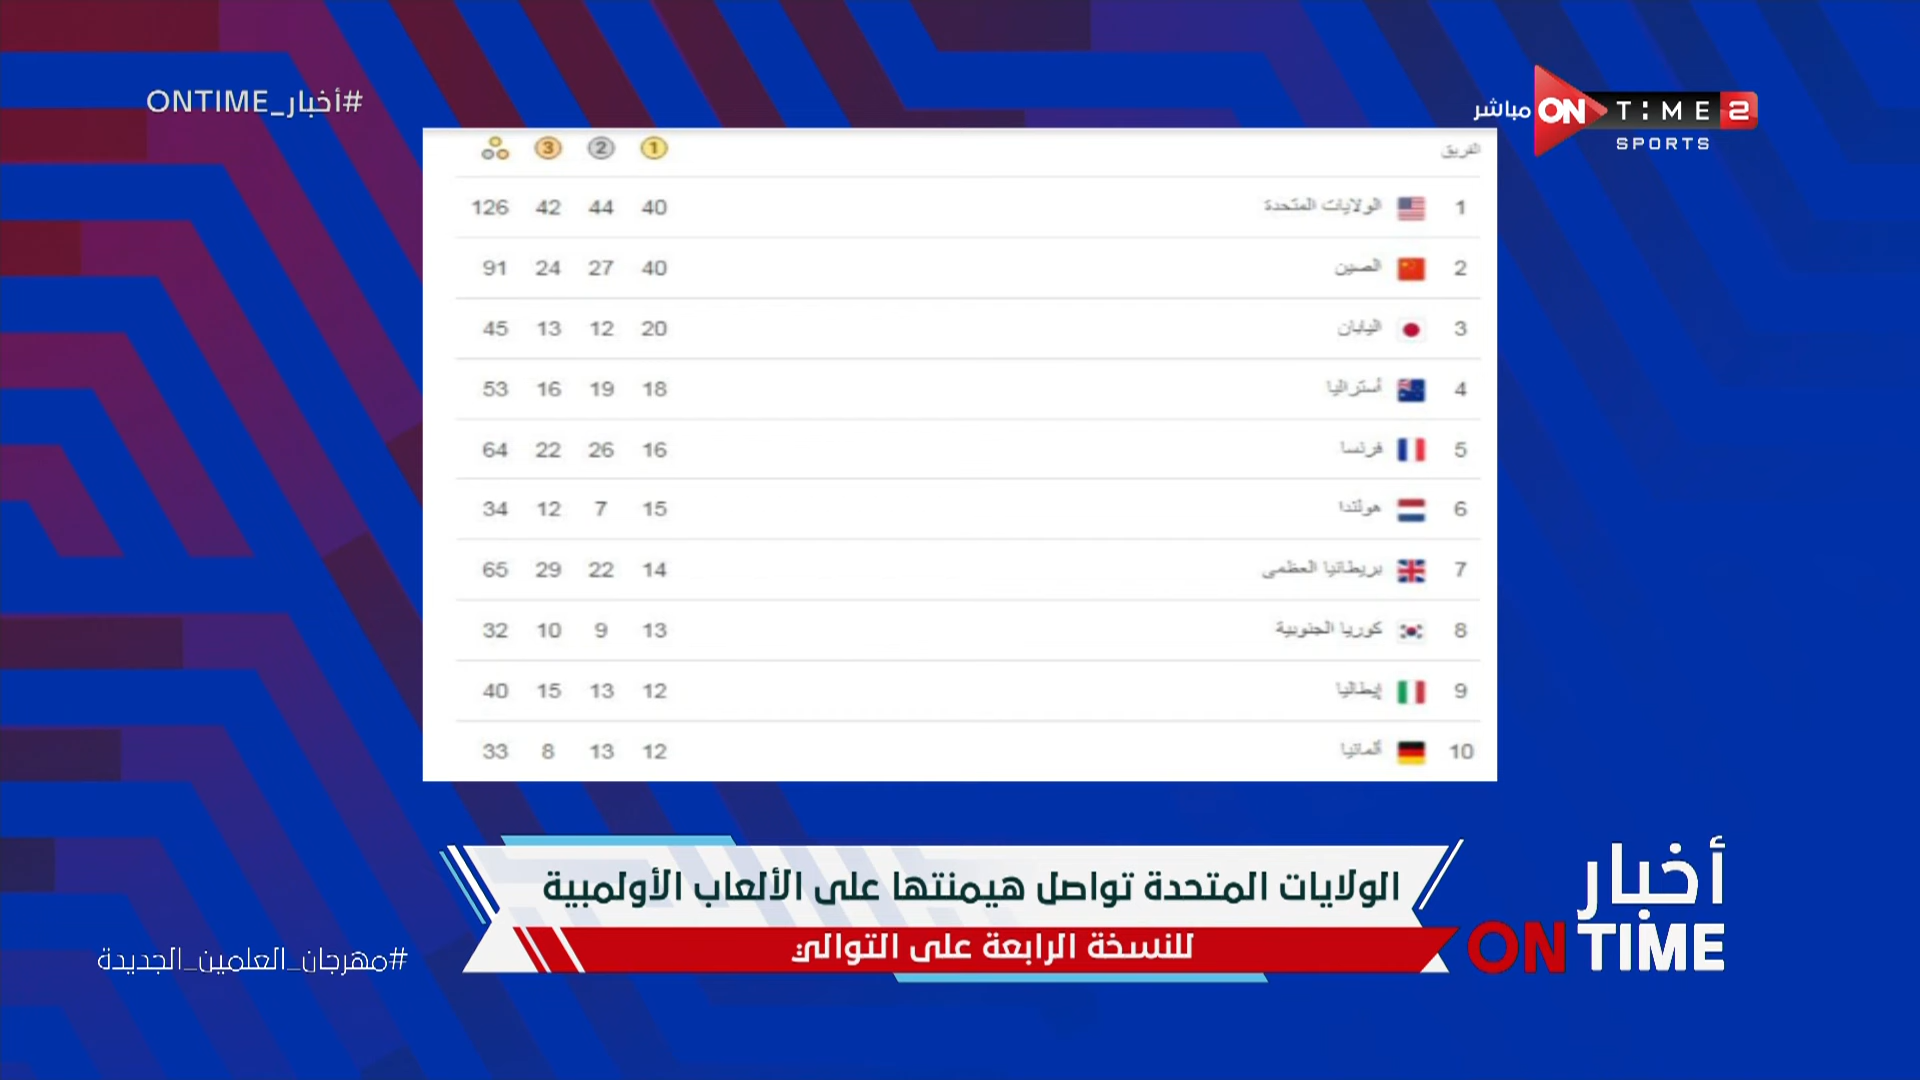 #أخبار_ONTIME
مباشر ON TIME 2
SPORTS
الفريق 1 2 3
1 الولايات المتحدة 40 44 42 126
2 الصين 40 27 24 91
3 اليابان 20 12 13 45
4 أستراليا 18 19 16 53
5 فرنسا 16 26 22 64
6 هولندا 15 7 12 34
7 بريطانيا العظمى 14 22 29 65
8 كوريا الجنوبية 13 9 10 32
9 إيطاليا 12 13 15 40
10 ألمانيا 12 13 8 33
الولايات المتحدة تواصل هيمنتها على الألعاب الأولمبية
للنسخة الرابعة على التوالي
أخبار
ON TIME
#مهرجان_العلمين_الجديدة